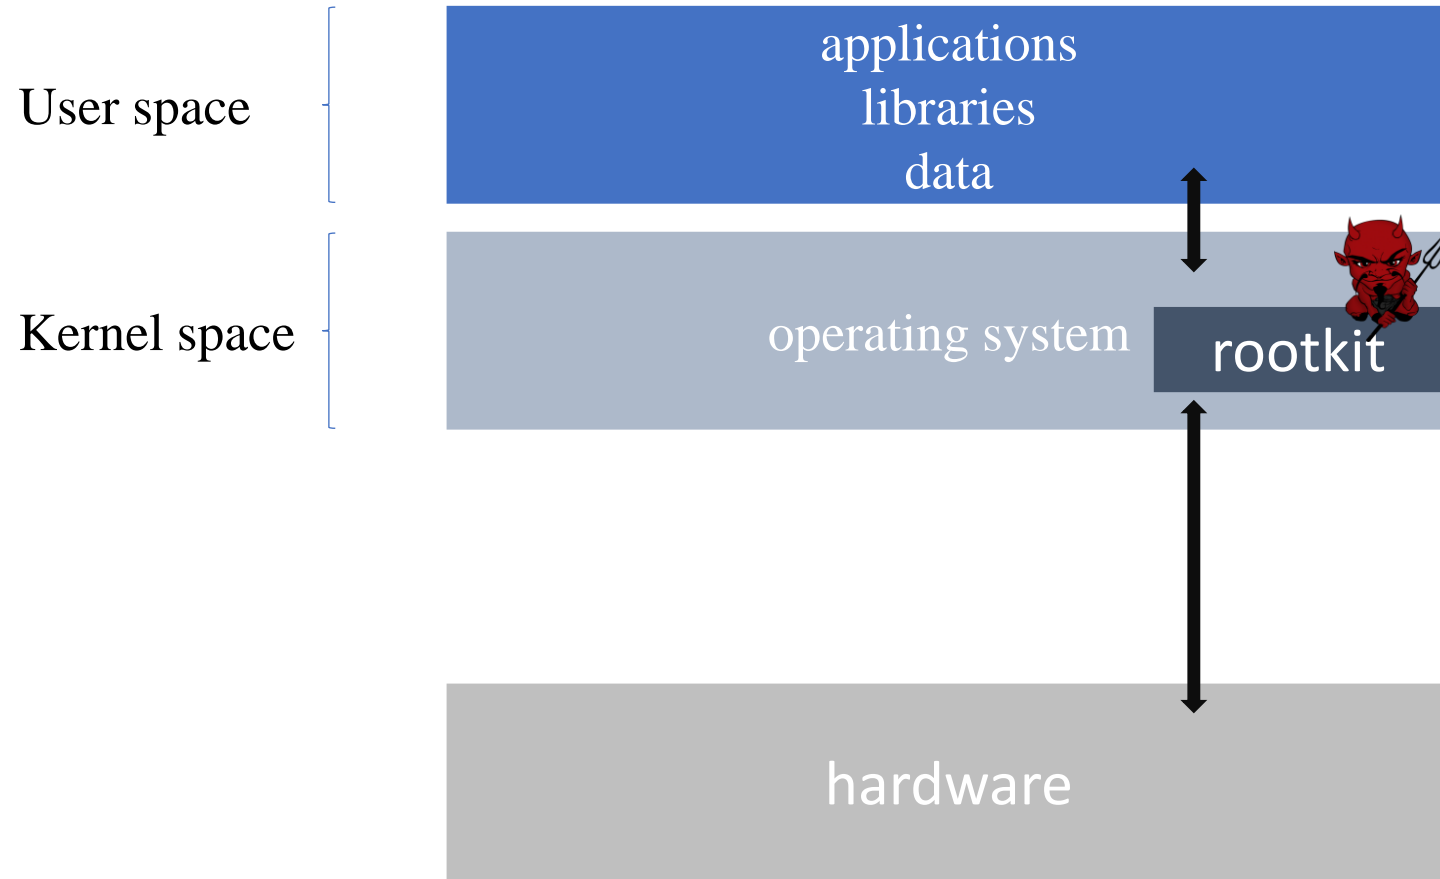 User space
applications
libraries
data
Kernel space
operating system
rootkit
hardware